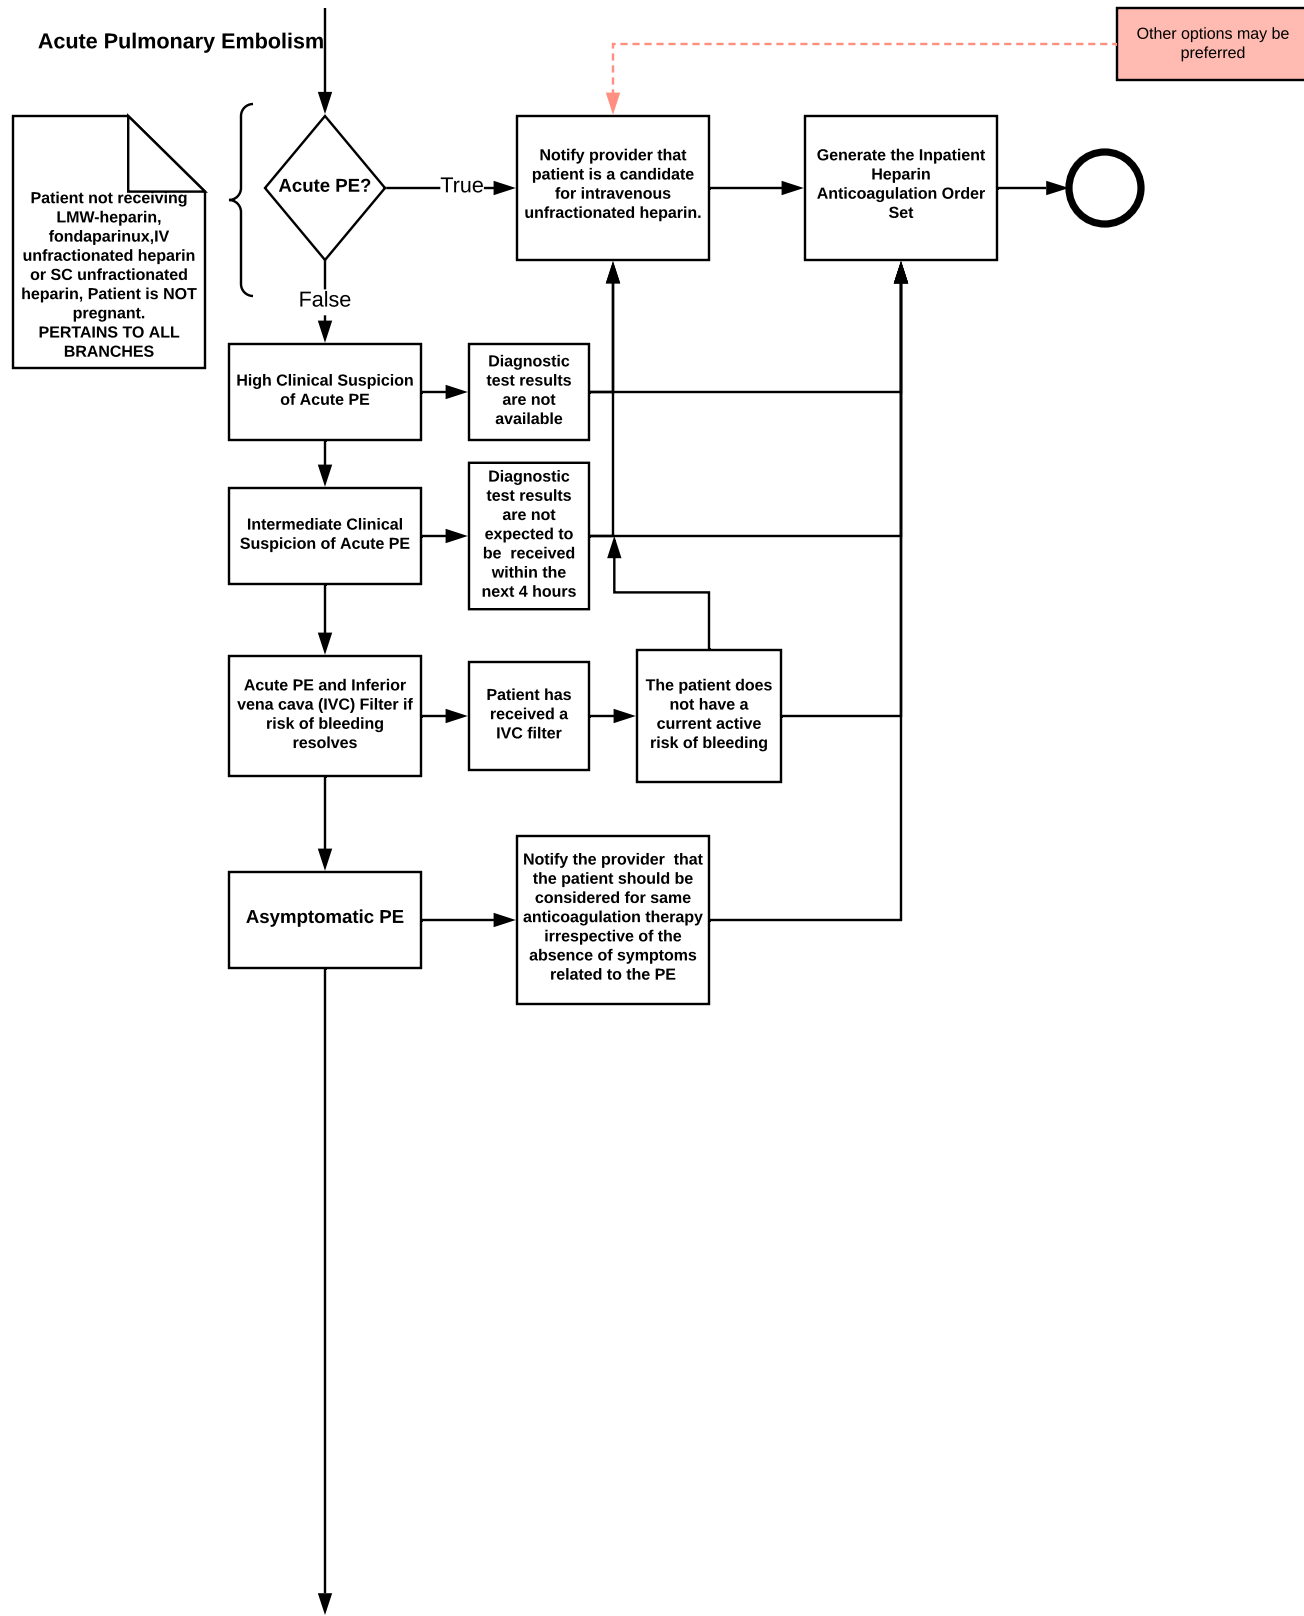 Acute Pulmonary Embolism
Other options may be
preferred
Patient not receiving
LMW-heparin,
fondaparinux,IV
unfractionated heparin
or SC unfractionated
heparin, Patient is NOT
pregnant.
PERTAINS TO ALL
BRANCHES
Acute PE?
True
Notify provider that
patient is a candidate
for intravenous
unfractionated heparin.
Generate the Inpatient
Heparin
Anticoagulation Order
Set
False
High Clinical Suspicion
of Acute PE
Diagnostic
test results
are not
available
Intermediate Clinical
Suspicion of Acute PE
Diagnostic
test results
are not
expected to
be  received
within the
next 4 hours
Acute PE and Inferior
vena cava (IVC) Filter if
risk of bleeding
resolves
Patient has
received a
IVC filter
The patient does
not have a
current active
risk of bleeding
Asymptomatic PE
Notify the provider  that
the patient should be
considered for same
anticoagulation therapy
irrespective of the
absence of symptoms
related to the PE